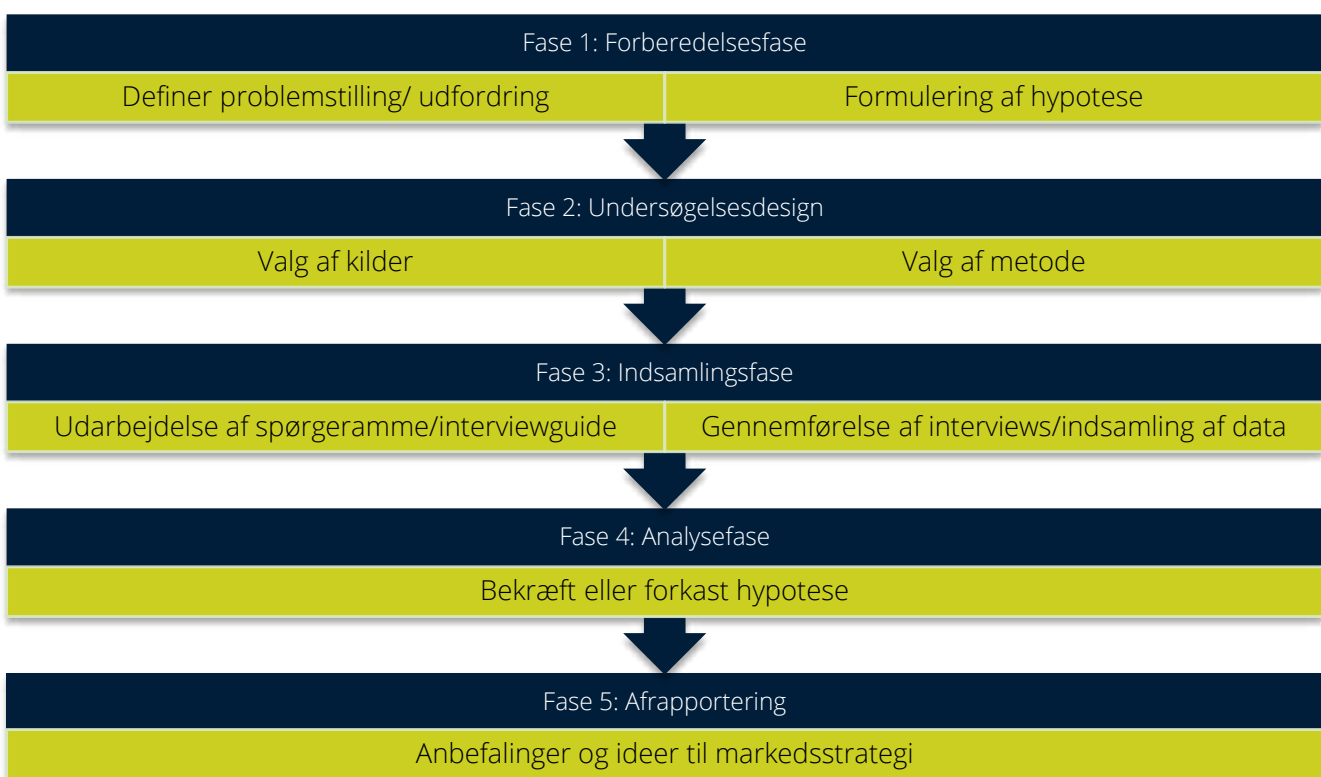 Fase 1: Forberedelsesfase
Definer problemstilling/ udfordring
Formulering af hypotese
Fase 2: Undersøgelsesdesign
Valg af kilder
Valg af metode
Fase 3: Indsamlingsfase
Udarbejdelse af spørgeramme/interviewguide
Gennemførelse af interviews/indsamling af data
Fase 4: Analysefase
Bekræft eller forkast hypotese
Fase 5: Afrapportering
Anbefalinger og ideer til markedsstrategi